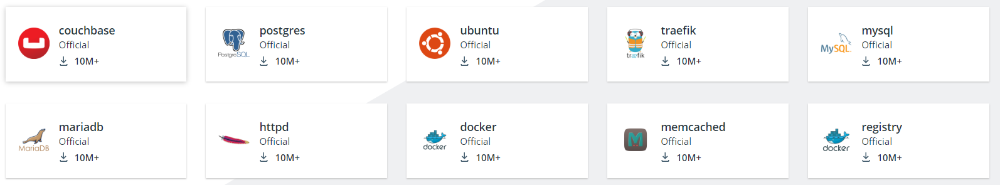 couchbase
Official
10M+
PostgreSQL
postgres
Official
10M+
ubuntu
Official
10M+
træfik
traefik
Official
10M+
MySQL
mysql
Official
10M+
MariaDB
mariadb
Official
10M+
httpd
Official
10M+
docker
docker
Official
10M+
M
memcached
Official
10M+
docker
registry
Official
10M+